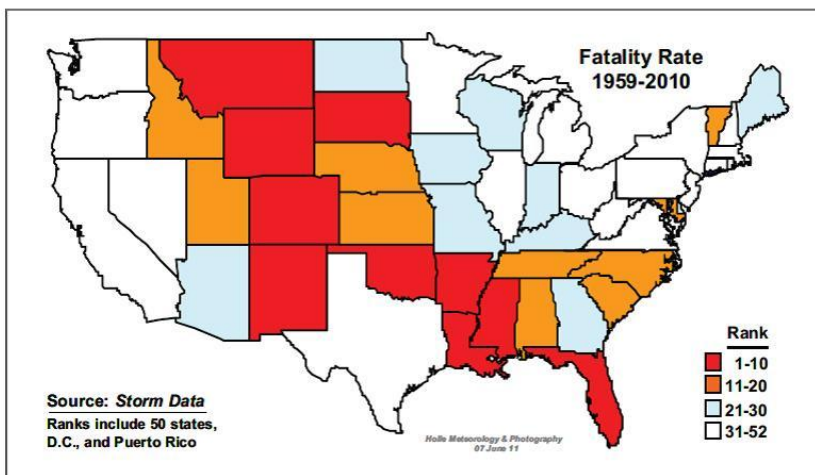 Fatality Rate
1959-2010
Rank
1-10
11-20
21-30
31-52
Source: Storm Data
Ranks include 50 states,
D.C., and Puerto Rico
Holle Meteorology & Photography
07 June 11